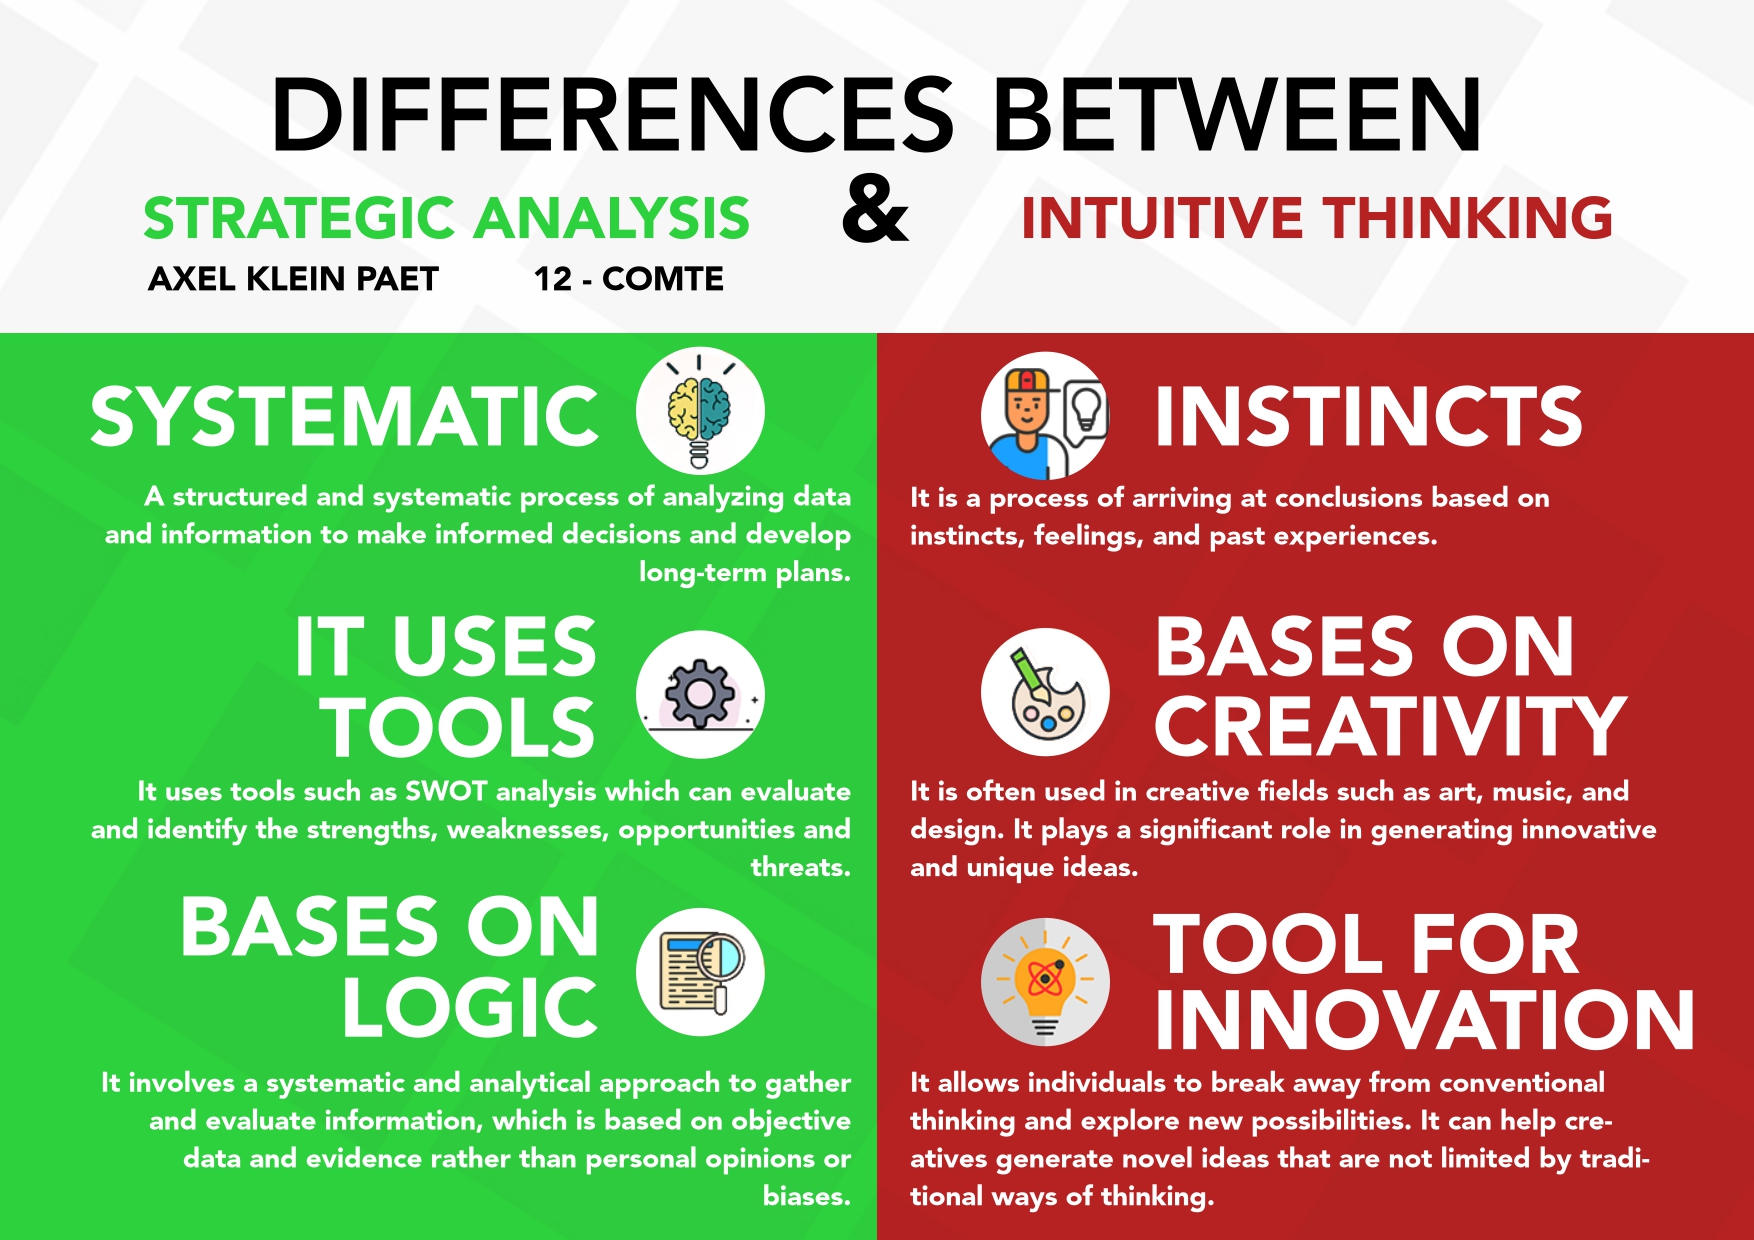 DIFFERENCES BETWEEN
STRATEGIC ANALYSIS & INTUITIVE THINKING
AXEL KLEIN PAET 12 - COMTE
SYSTEMATIC
A structured and systematic process of analyzing data
and information to make informed decisions and develop
long-term plans.
IT USES
TOOLS
It uses tools such as SWOT analysis which can evaluate
and identify the strengths, weaknesses, opportunities and
threats.
BASES ON
LOGIC
It involves a systematic and analytical approach to gather
and evaluate information, which is based on objective
data and evidence rather than personal opinions or
biases.
INSTINCTS
It is a process of arriving at conclusions based on
instincts, feelings, and past experiences.
BASES ON
CREATIVITY
It is often used in creative fields such as art, music, and
design. It plays a significant role in generating innovative
and unique ideas.
TOOL FOR
INNOVATION
It allows individuals to break away from conventional
thinking and explore new possibilities. It can help cre-
atives generate novel ideas that are not limited by tradi-
tional ways of thinking.